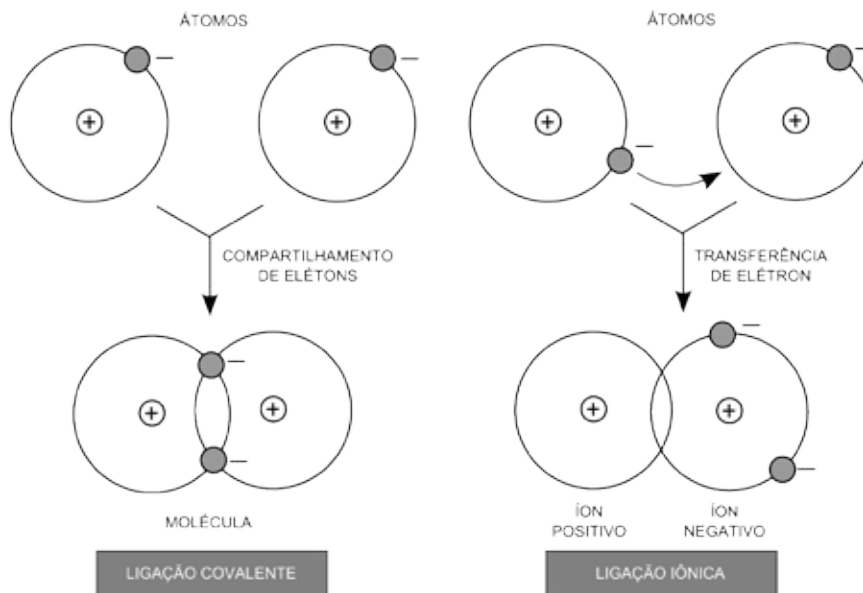 ÁTOMOS
COMPARTILHAMENTO
DE ELÉTONS
MOLÉCULA
LIGAÇÃO COVALENTE
ÁTOMOS
TRANSFERÊNCIA
DE ELÉTRON
ÍON
POSITIVO
ÍON
NEGATIVO
LIGAÇÃO IÔNICA